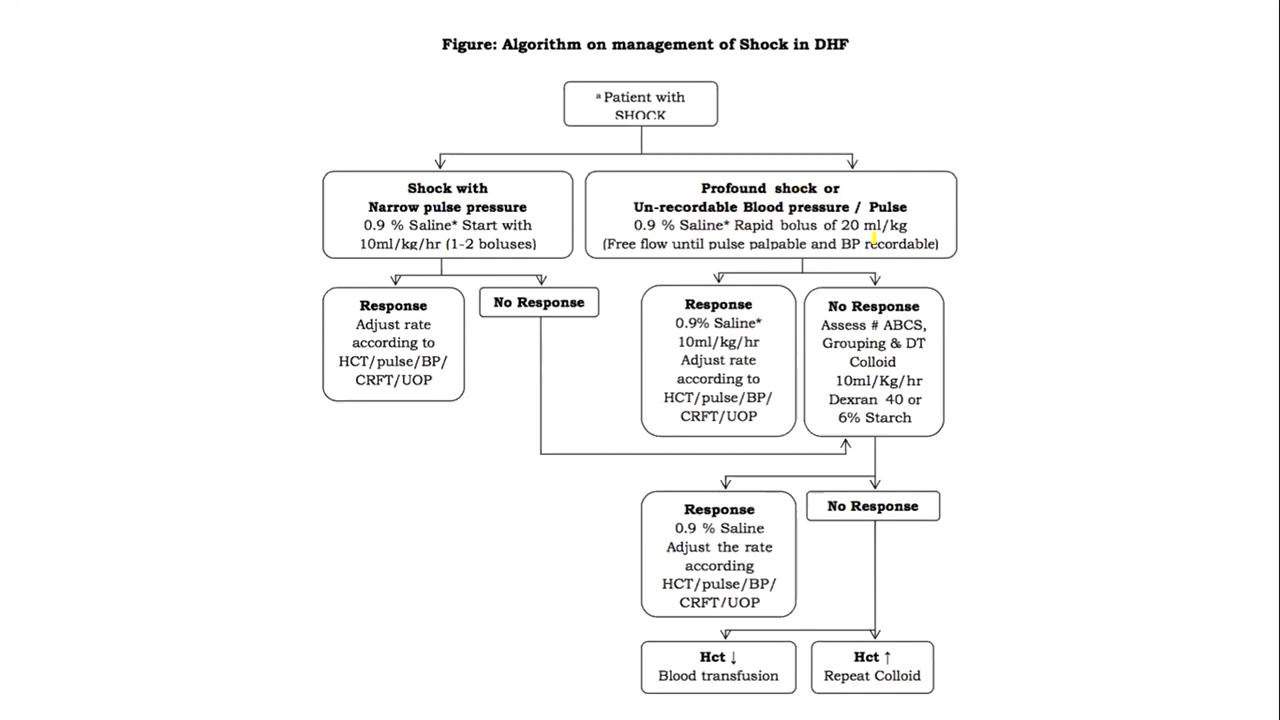 Figure: Algorithm on management of Shock in DHF
ᵃ Patient with
SHOCK
Shock with
Narrow pulse pressure
0.9 % Saline* Start with
10ml/kg/hr (1-2 boluses)
Profound shock or
Un-recordable Blood pressure / Pulse
0.9 % Saline* Rapid bolus of 20 ml/kg
(Free flow until pulse palpable and BP recordable)
Response
Adjust rate
according to
HCT/pulse/BP/
CRFT/UOP
No Response
Response
0.9% Saline*
10ml/kg/hr
Adjust rate
according to
HCT/pulse/BP/
CRFT/UOP
No Response
Assess # ABCS,
Grouping & DT
Colloid
10ml/Kg/hr
Dexran 40 or
6% Starch
Response
0.9 % Saline
Adjust the rate
according
HCT/pulse/BP/
CRFT/UOP
No Response
Hct ↓
Blood transfusion
Hct ↑
Repeat Colloid